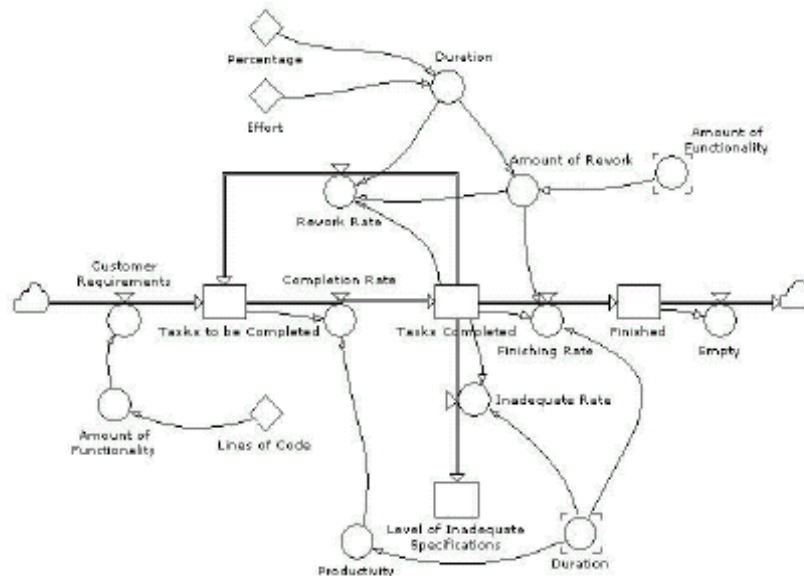 Percentage
Duration
Effort
Amount of
Functionality
Amount of Rework
Rework Rate
Customer
Requirements
Completion Rate
Tasks to be Completed
Tasks Completed
Finishing Rate
Finished
Empty
Inadequate Rate
Amount of
Functionality
Lines of Code
Level of Inadequate
Specifications
Duration
Productivity